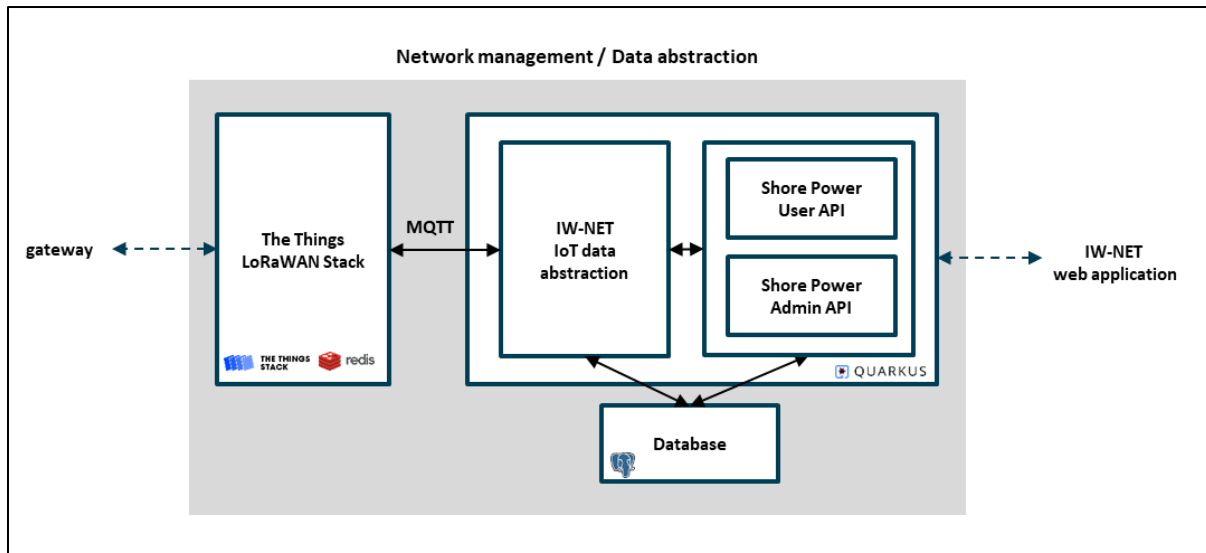 Network management / Data abstraction
gateway
The Things
LoRaWAN Stack
THE THINGS
STACK
redis
MQTT
IW-NET
IoT data
abstraction
Shore Power
User API
Shore Power
Admin API
QUARKUS
Database
IW-NET
web application